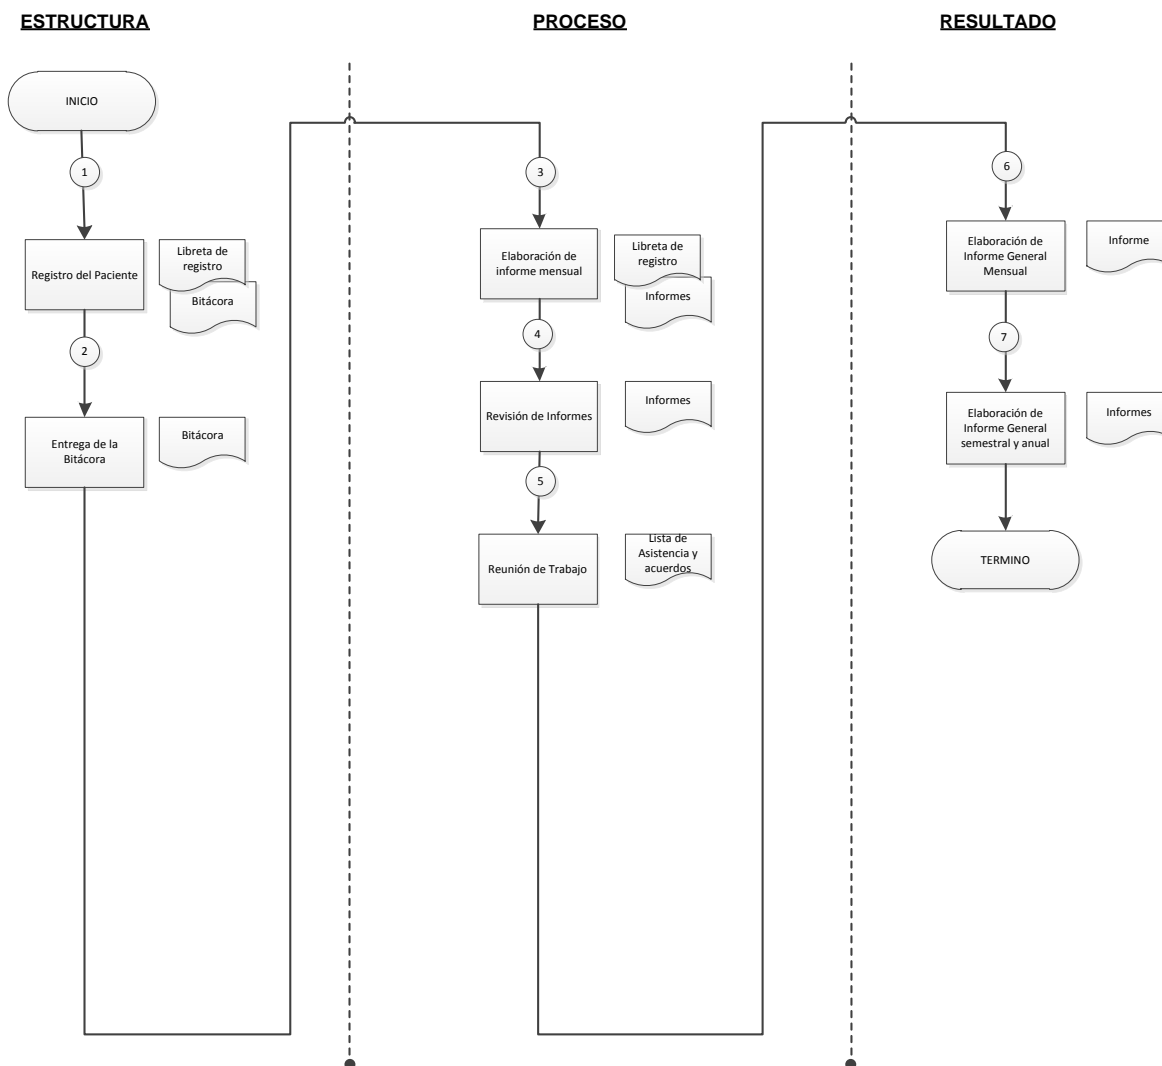 ESTRUCTURA
INICIO
1
Registro del Paciente
Libreta de
registro
Bitácora
2
Entrega de la
Bitácora
Bitácora
PROCESO
3
Elaboración de
informe mensual
Libreta de
registro
Informes
4
Revisión de Informes
Informes
5
Reunión de Trabajo
Lista de
Asistencia y
acuerdos
RESULTADO
6
Elaboración de
Informe General
Mensual
Informe
7
Elaboración de
Informe General
semestral y anual
Informes
TERMINO